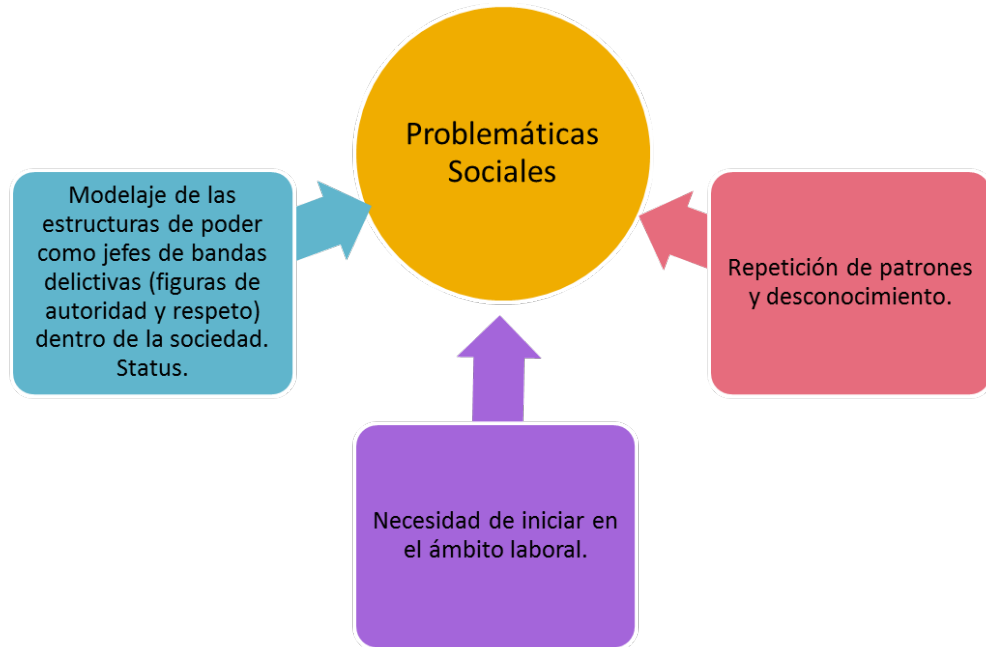 Problemáticas
Sociales
Modelaje de las
estructuras de poder
como jefes de bandas
delictivas (figuras de
autoridad y respeto)
dentro de la sociedad.
Status.
Repetición de patrones
y desconocimiento.
Necesidad de iniciar en
el ámbito laboral.